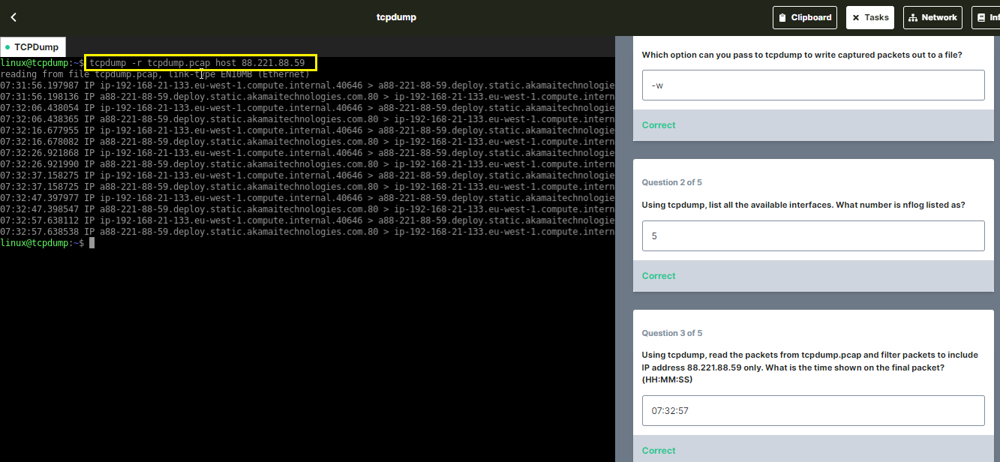 tcpdump
Clipboard
Tasks
Network
Inf
TCPDump
linux@tcpdump:~$ tcpdump -r tcpdump.pcap host 88.221.88.59
reading from file tcpdump.pcap, link-type EN10MB (Ethernet)
07:31:56.197987 IP ip-192-168-21-133.eu-west-1.compute.internal.40646 > a88-221-88-59.deploy.static.akamaitechnologie
07:31:56.198136 IP a88-221-88-59.deploy.static.akamaitechnologies.com.80 > ip-192-168-21-133.eu-west-1.compute.intern
07:32:06.438054 IP ip-192-168-21-133.eu-west-1.compute.internal.40646 > a88-221-88-59.deploy.static.akamaitechnologie
07:32:06.438365 IP a88-221-88-59.deploy.static.akamaitechnologies.com.80 > ip-192-168-21-133.eu-west-1.compute.intern
07:32:16.677955 IP ip-192-168-21-133.eu-west-1.compute.internal.40646 > a88-221-88-59.deploy.static.akamaitechnologie
07:32:16.678082 IP a88-221-88-59.deploy.static.akamaitechnologies.com.80 > ip-192-168-21-133.eu-west-1.compute.intern
07:32:26.921868 IP ip-192-168-21-133.eu-west-1.compute.internal.40646 > a88-221-88-59.deploy.static.akamaitechnologie
07:32:26.921990 IP a88-221-88-59.deploy.static.akamaitechnologies.com.80 > ip-192-168-21-133.eu-west-1.compute.intern
07:32:37.158275 IP ip-192-168-21-133.eu-west-1.compute.internal.40646 > a88-221-88-59.deploy.static.akamaitechnologie
07:32:37.158725 IP a88-221-88-59.deploy.static.akamaitechnologies.com.80 > ip-192-168-21-133.eu-west-1.compute.intern
07:32:47.397977 IP ip-192-168-21-133.eu-west-1.compute.internal.40646 > a88-221-88-59.deploy.static.akamaitechnologie
07:32:47.398547 IP a88-221-88-59.deploy.static.akamaitechnologies.com.80 > ip-192-168-21-133.eu-west-1.compute.intern
07:32:57.638112 IP ip-192-168-21-133.eu-west-1.compute.internal.40646 > a88-221-88-59.deploy.static.akamaitechnologie
07:32:57.638538 IP a88-221-88-59.deploy.static.akamaitechnologies.com.80 > ip-192-168-21-133.eu-west-1.compute.intern
linux@tcpdump:~$
Which option can you pass to tcpdump to write captured packets out to a file?
-w
Correct
Question 2 of 5
Using tcpdump, list all the available interfaces. What number is nflog listed as?
5
Correct
Question 3 of 5
Using tcpdump, read the packets from tcpdump.pcap and filter packets to include
IP address 88.221.88.59 only. What is the time shown on the final packet?
(HH:MM:SS)
07:32:57
Correct